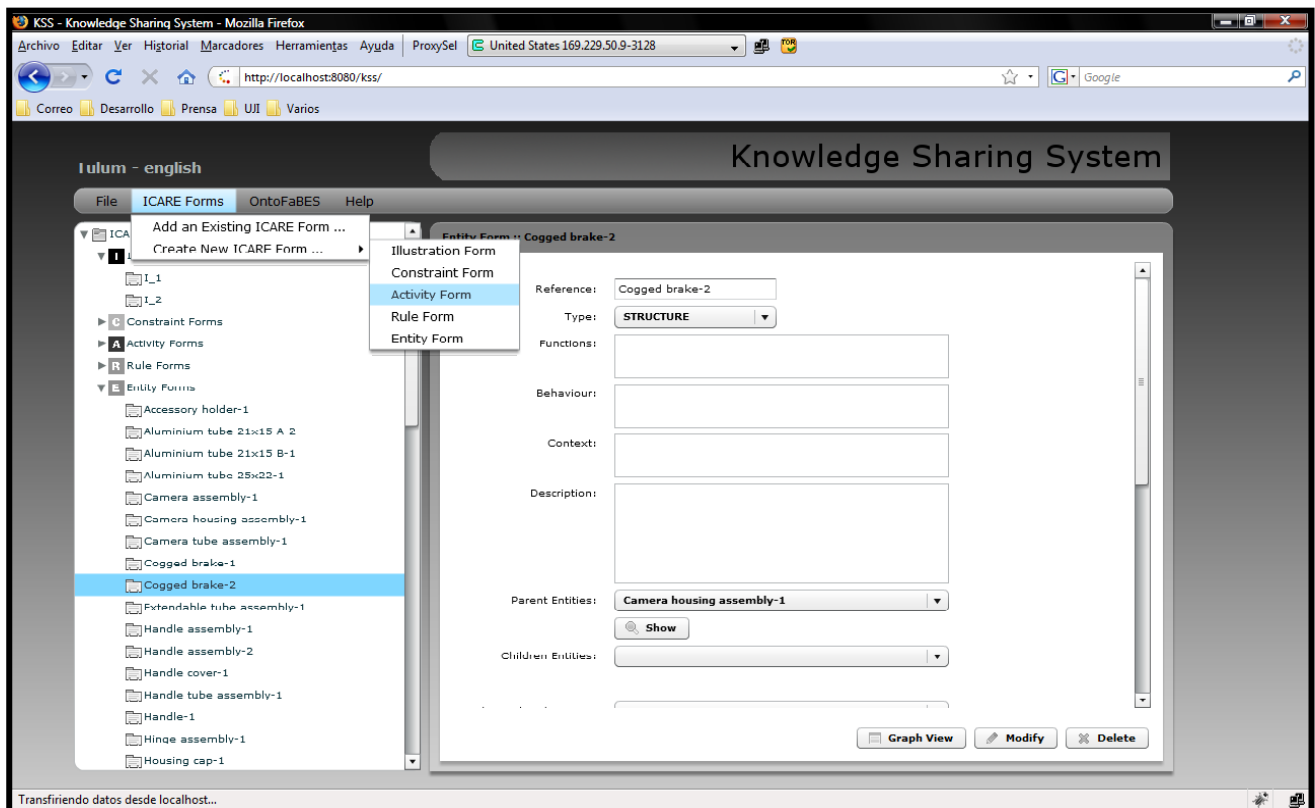 KSS - Knowledge Sharing System - Mozilla Firefox
Archivo Editar Ver Historial Marcadores Herramientas Ayuda ProxySel United States 169.229.50.9-3128
http://localhost:8080/kss/
Google
Correo Desarrollo Prensa UJI Varios
Tulum - english
Knowledge Sharing System
File ICARE Forms OntoFaBES Help
Add an Existing ICARE Form ...
Create New ICARE Form ...
Illustration Form
Constraint Form
Activity Form
Rule Form
Entity Form
ICA
I
I_1
I_2
C Constraint Forms
A Activity Forms
R Rule Forms
E Entity Forms
Accessory holder-1
Aluminium tube 21x15 A 2
Aluminium tube 21x15 B-1
Aluminium tube 25x22-1
Camera assembly-1
Camera housing assembly-1
Camera tube assembly-1
Cogged brake-1
Cogged brake-2
Extendable tube assembly-1
Handle assembly-1
Handle assembly-2
Handle cover-1
Handle tube assembly-1
Handle-1
Hinge assembly-1
Housing cap-1
Entity Form :: Cogged brake-2
Reference: Cogged brake-2
Type: STRUCTURE
Functions:
Behaviour:
Context:
Description:
Parent Entities: Camera housing assembly-1
Show
Children Entities:
Graph View Modify Delete
Transfiriendo datos desde localhost...